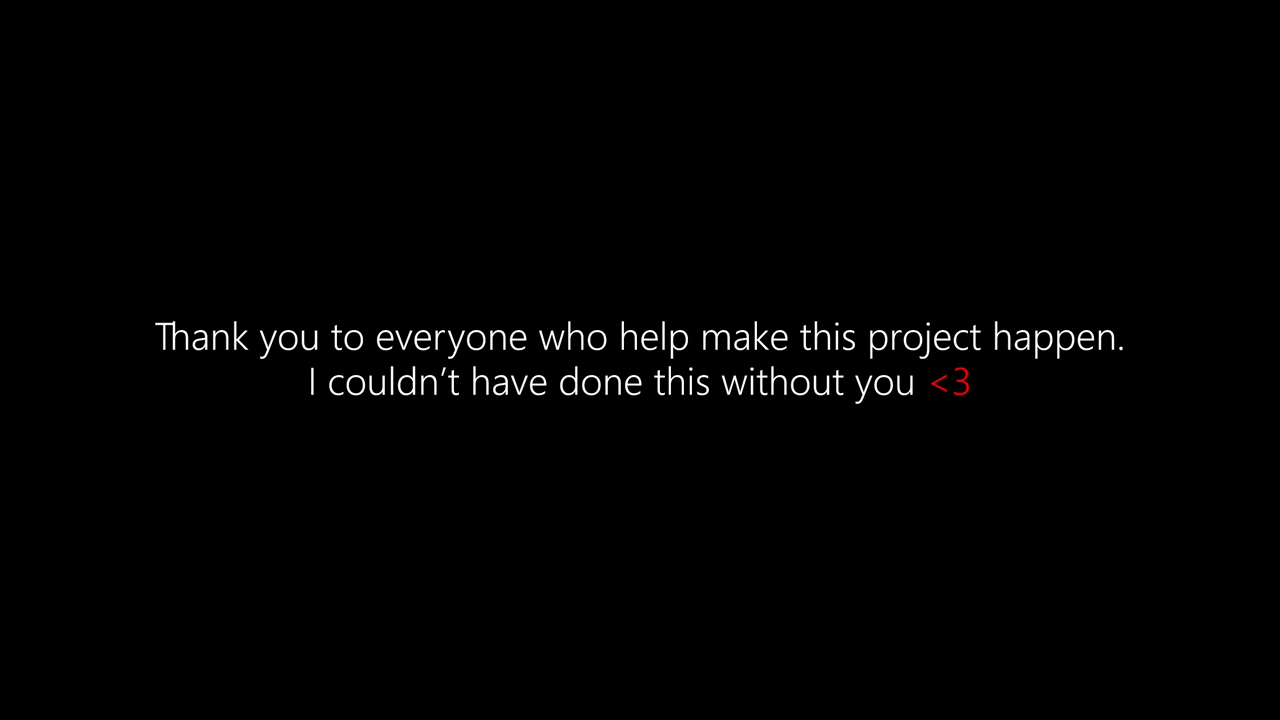 Thank you to everyone who help make this project happen.
I couldn’t have done this without you <3